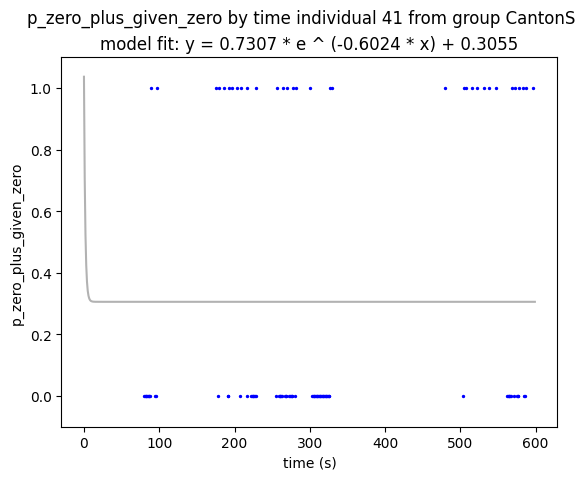 p_zero_plus_given_zero by time individual 41 from group CantonS
model fit: y = 0.7307 * e ^ (-0.6024 * x) + 0.3055
1.0
0.8
0.6
0.4
0.2
0.0
p_zero_plus_given_zero
0 100 200 300 400 500 600
time (s)